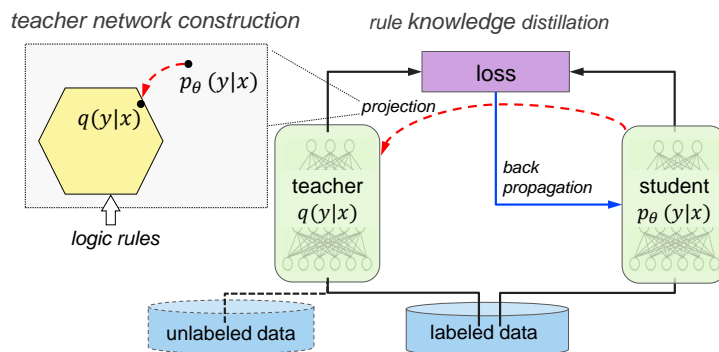 teacher network construction
rule knowledge distillation
loss
pθ (y|x)
q(y|x)
projection
logic rules
teacher
q(y|x)
back
propagation
student
pθ (y|x)
unlabeled data
labeled data